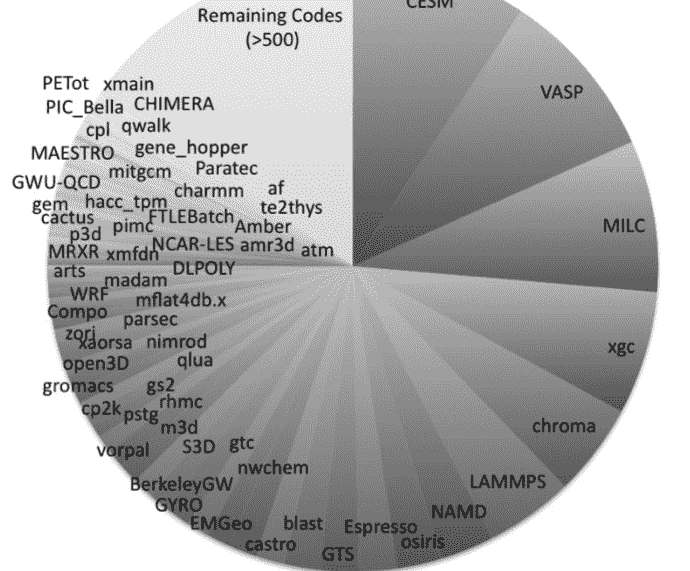 CESM
Remaining Codes
(>500)
VASP
PETot xmain
PIC_Bella CHIMERA
cpl qwalk
MAESTRO gene_hopper
mitgcm Paratec
GWU-QCD charmm af
gem hacc_tpm te2thys
cactus FTLEBatch
p3d pimc Amber
MILC
MRXR xmfdn NCAR-LES amr3d atm
arts madam DLPOLY
WRF mflat4db.x
Compo parsec
zori
xaorsa nimrod
xgc
open3D qlua
gromacs gs2
cp2k pstg rhmc
m3d
chroma
vorpal S3D gtc
nwchem
BerkeleyGW
LAMMPS
GYRO
NAMD
EMGeo blast Espresso
castro GTS osiris